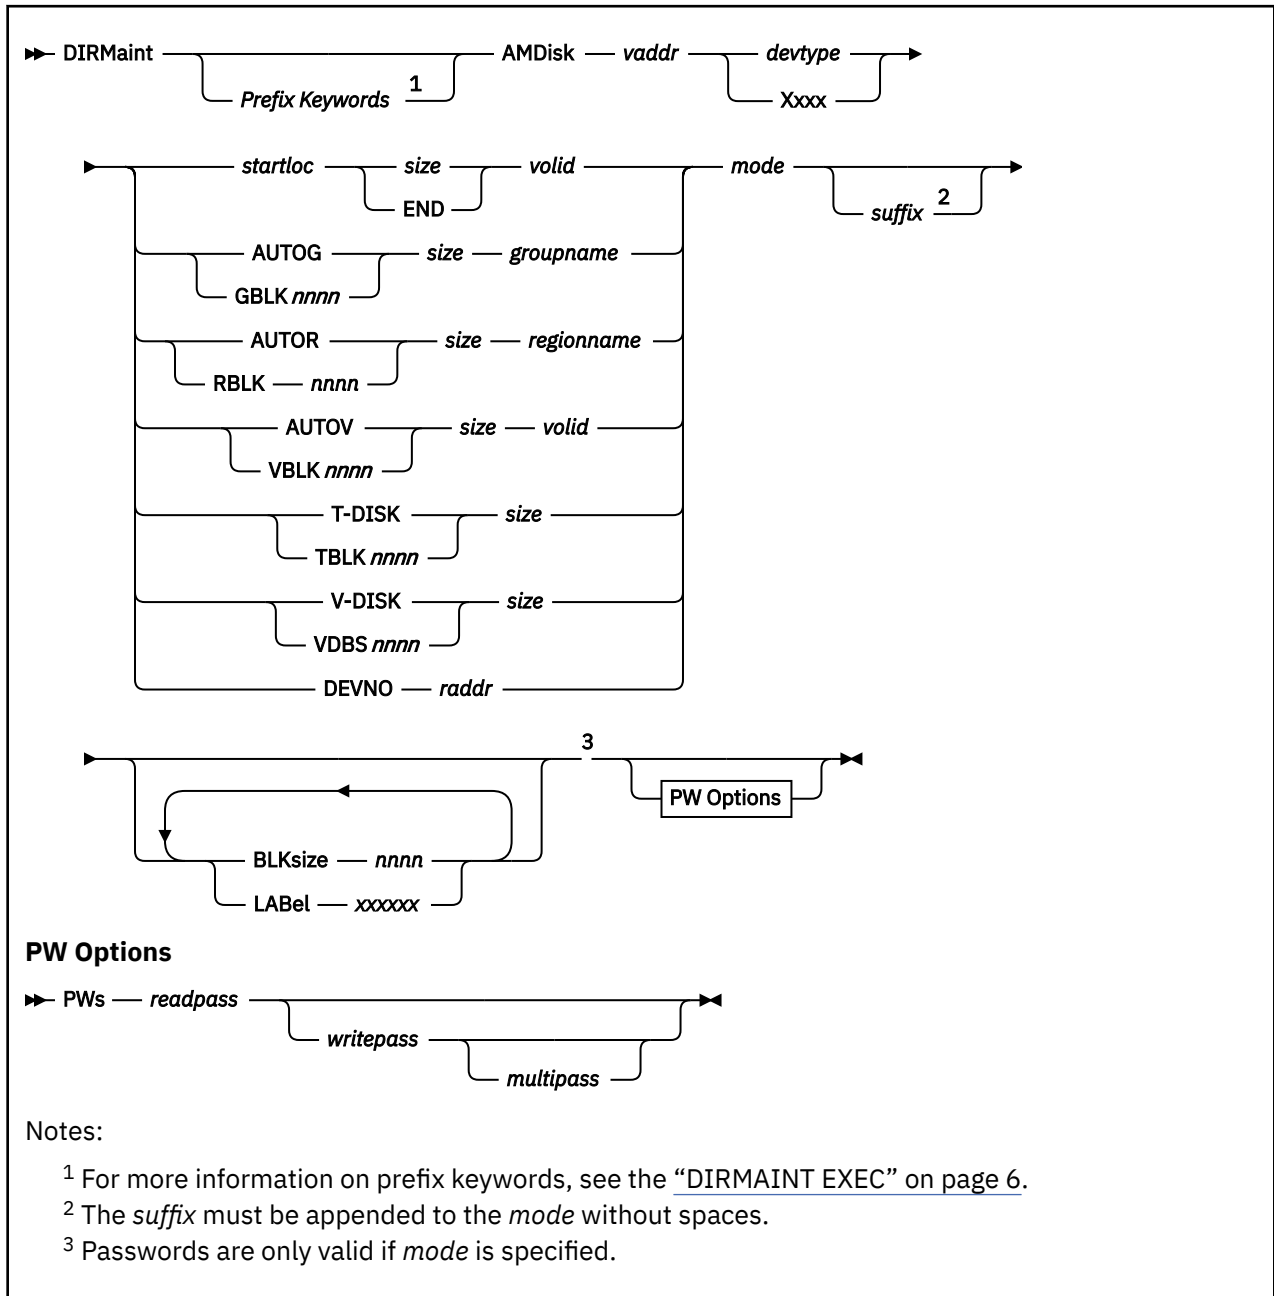 DIRMaint Prefix Keywords 1 AMDisk vaddr devtype
Xxxx
startloc size volid mode suffix 2
END
AUTOG size groupname
GBLK nnnn
AUTOR size regionname
RBLK nnnn
AUTOV size volid
VBLK nnnn
T-DISK size
TBLK nnnn
V-DISK size
VDBS nnnn
DEVNO raddr
3
PW Options
BLKsize nnnn
LABel xxxxxx
PW Options
PWs readpass
writepass
multipass
Notes:
1 For more information on prefix keywords, see the “DIRMAINT EXEC” on page 6.
2 The suffix must be appended to the mode without spaces.
3 Passwords are only valid if mode is specified.